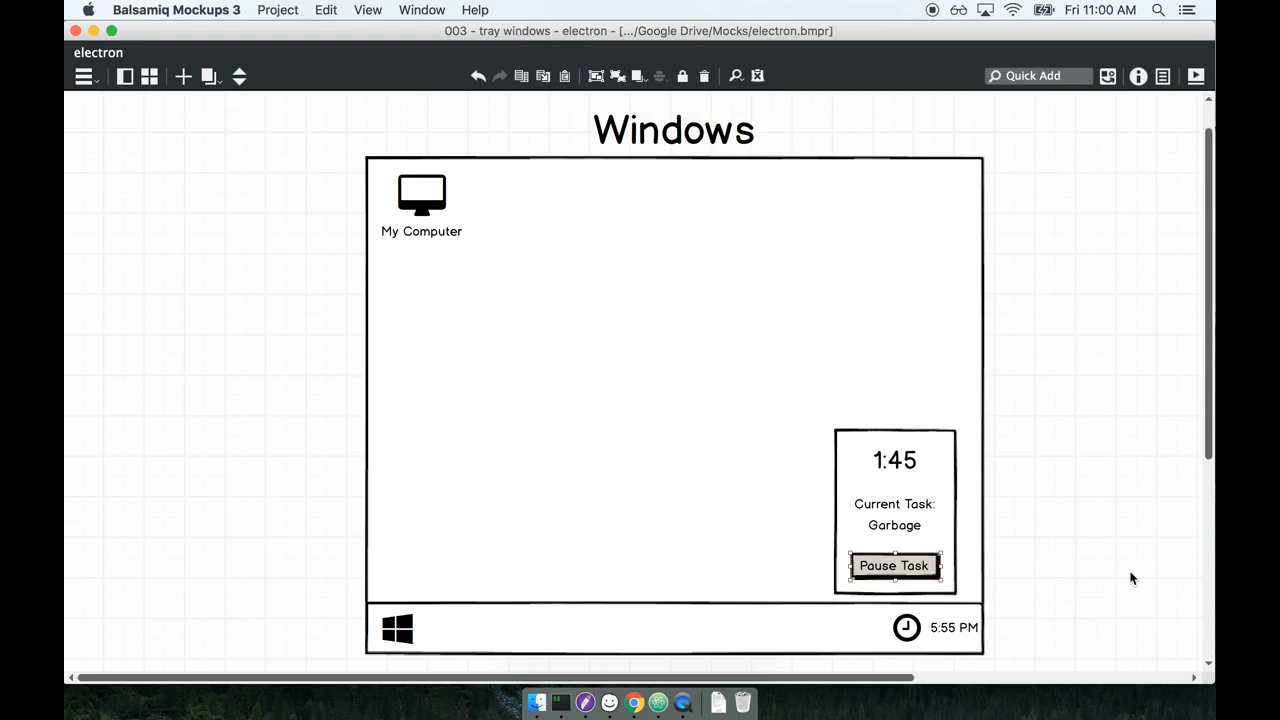 Balsamiq Mockups 3 Project Edit View Window Help Fri 11:00 AM
003 - tray windows - electron - [.../Google Drive/Mocks/electron.bmpr]
electron
Quick Add
Windows
My Computer
1:45
Current Task:
Garbage
Pause Task
5:55 PM